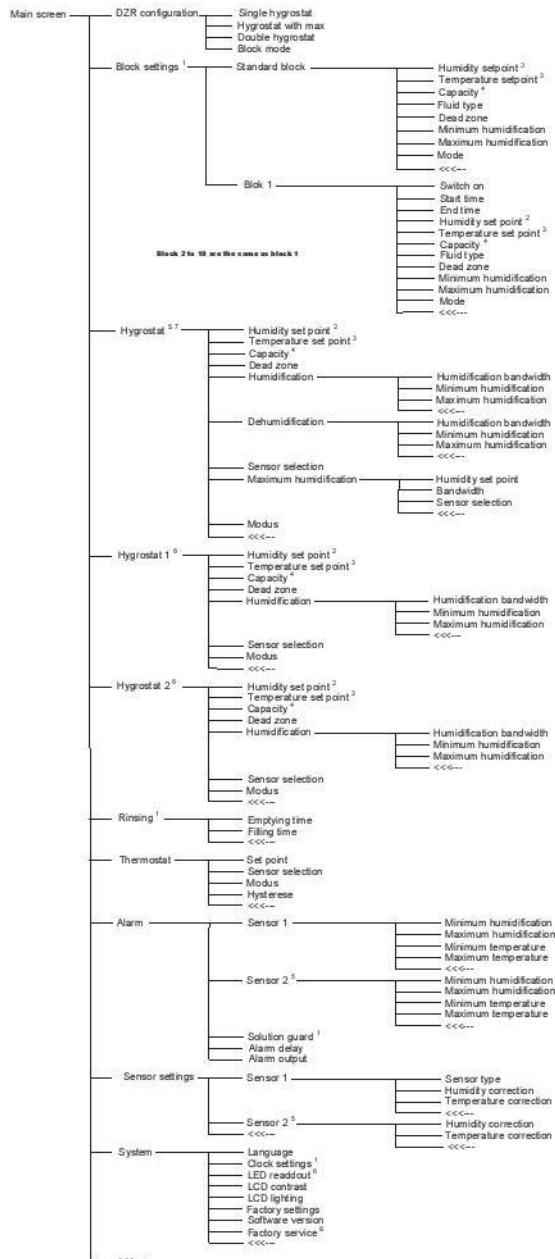 Main screen
DZR configuration
Single hygrostat
Hygrostat with max
Double hygrostat
Block mode
Block settings 1
Standard block
Humidity setpoint 2
Temperature setpoint 3
Capacity 4
Fluid type
Dead zone
Minimum humidification
Maximum humidification
Mode
<<<---
Blok 1
Switch on
Start time
End time
Humidity set point 2
Temperature set point 3
Capacity 4
Fluid type
Dead zone
Minimum humidification
Maximum humidification
Mode
<<<---
Block 2 to 10 are the same as block 1
Hygrostat 5 7
Humidity set point 2
Temperature set point 3
Capacity 4
Dead zone
Humidification
Humidification bandwidth
Minimum humidification
Maximum humidification
<<<---
Dehumidification
Humidification bandwidth
Minimum humidification
Maximum humidification
<<<---
Sensor selection
Maximum humidification
Humidity set point
Bandwidth
Sensor selection
<<<---
Modus
<<<---
Hygrostat 1 6
Humidity set point 2
Temperature set point 3
Capacity 4
Dead zone
Humidification
Humidification bandwidth
Minimum humidification
Maximum humidification
<<<---
Sensor selection
Modus
<<<---
Hygrostat 2 6
Humidity set point 2
Temperature set point 3
Capacity 4
Dead zone
Humidification
Humidification bandwidth
Minimum humidification
Maximum humidification
<<<---
Sensor selection
Modus
<<<---
Rinsing 1
Emptying time
Filling time
<<<---
Thermostat
Set point
Sensor selection
Modus
Hysterese
<<<---
Alarm
Sensor 1
Minimum humidification
Maximum humidification
Minimum temperature
Maximum temperature
<<<---
Sensor 2 5
Minimum humidification
Maximum humidification
Minimum temperature
Maximum temperature
<<<---
Solution guard 1
Alarm delay
Alarm output
Sensor settings
Sensor 1
Sensor type
Humidity correction
Temperature correction
<<<---
Sensor 2 5
Humidity correction
Temperature correction
<<<---
<<<---
System
Language
Clock settings 1
LED readdout 6
LCD contrast
LCD lighting
Factory settings
Software version
Factory service 8
<<<---